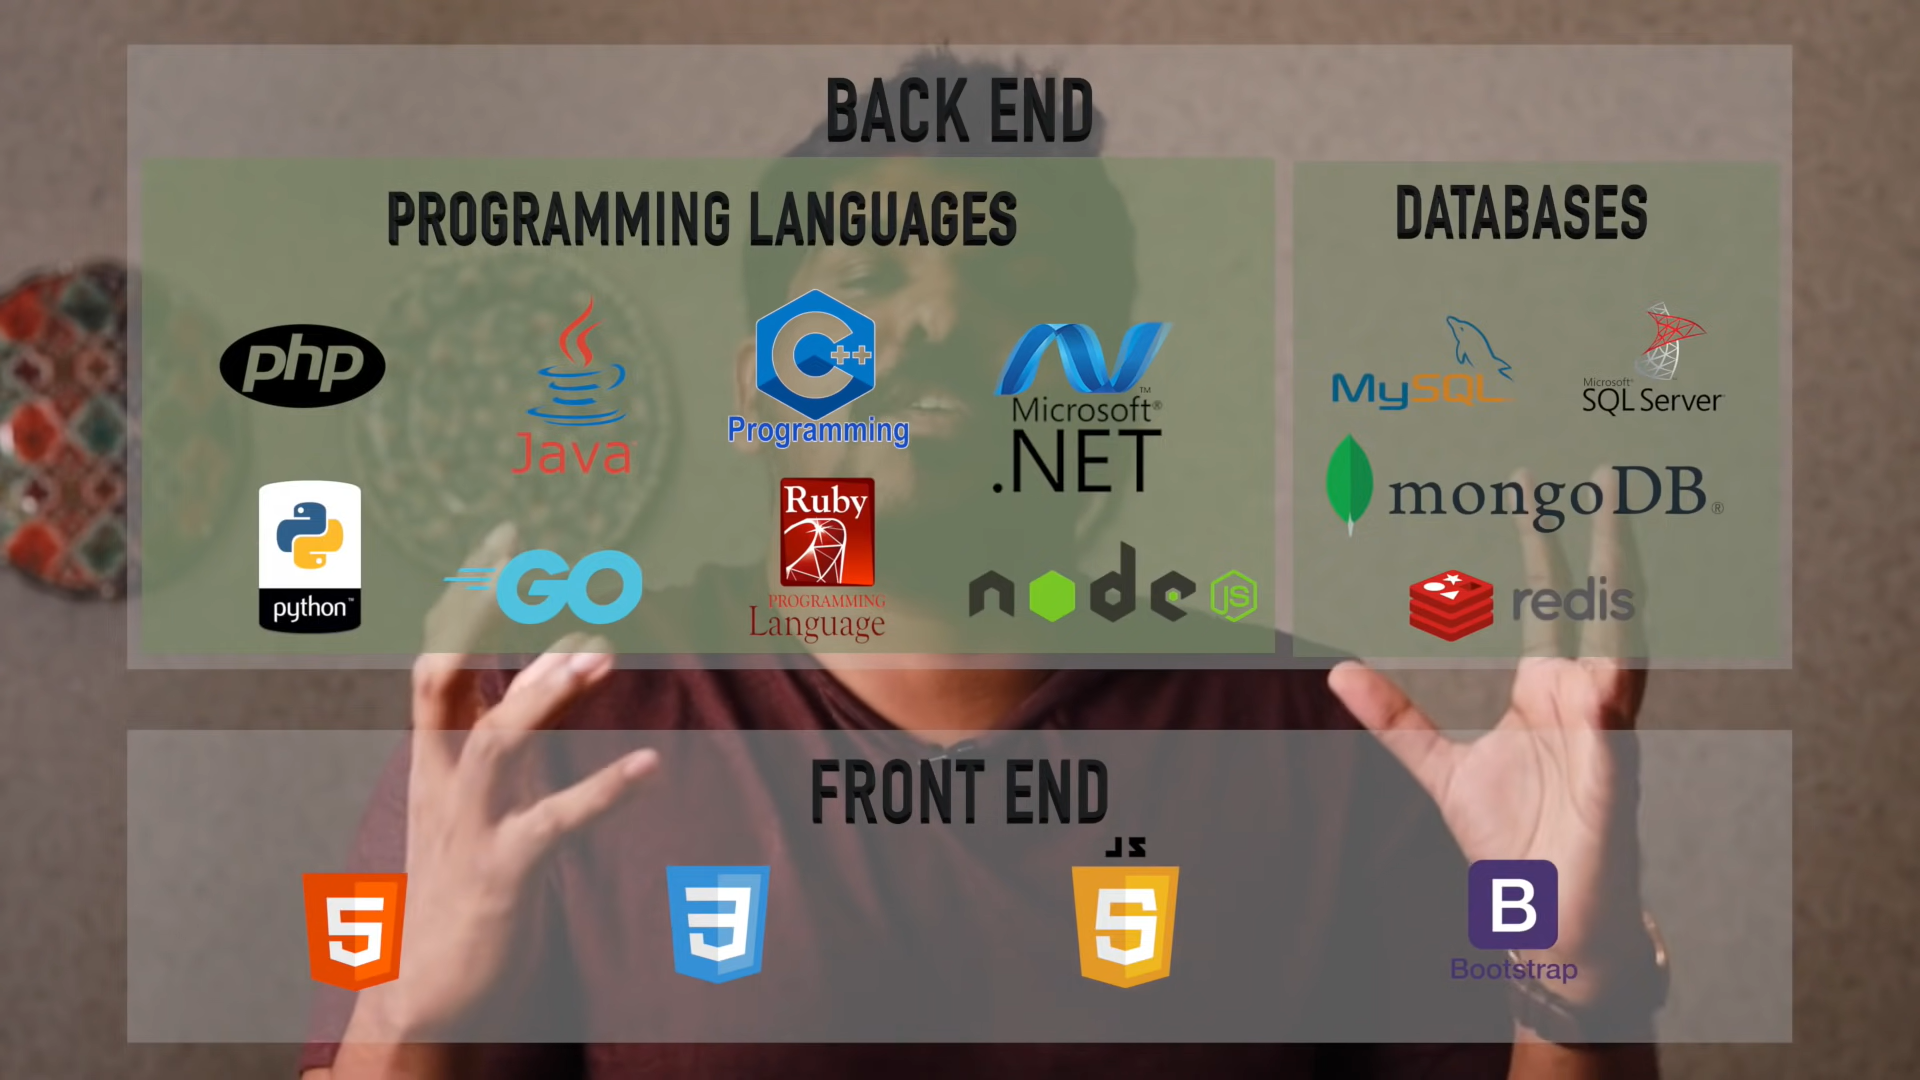 BACK END
PROGRAMMING LANGUAGES
php
Java
C++
Programming
Microsoft®
.NET
python™
GO
Ruby
PROGRAMMING
Language
node
JS
DATABASES
MySQL
Microsoft®
SQL Server
mongoDB®
redis
FRONT END
5
3
JS
5
B
Bootstrap